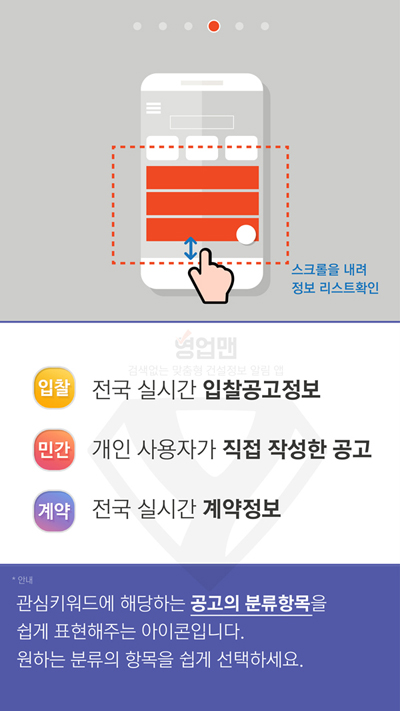 스크롤을 내려
정보 리스트확인
영업맨
검색없는 맞춤형 건설정보 알림 앱
입찰 전국 실시간 입찰공고정보
민간 개인 사용자가 직접 작성한 공고
계약 전국 실시간 계약정보
* 안내
관심키워드에 해당하는 공고의 분류항목을
쉽게 표현해주는 아이콘입니다.
원하는 분류의 항목을 쉽게 선택하세요.